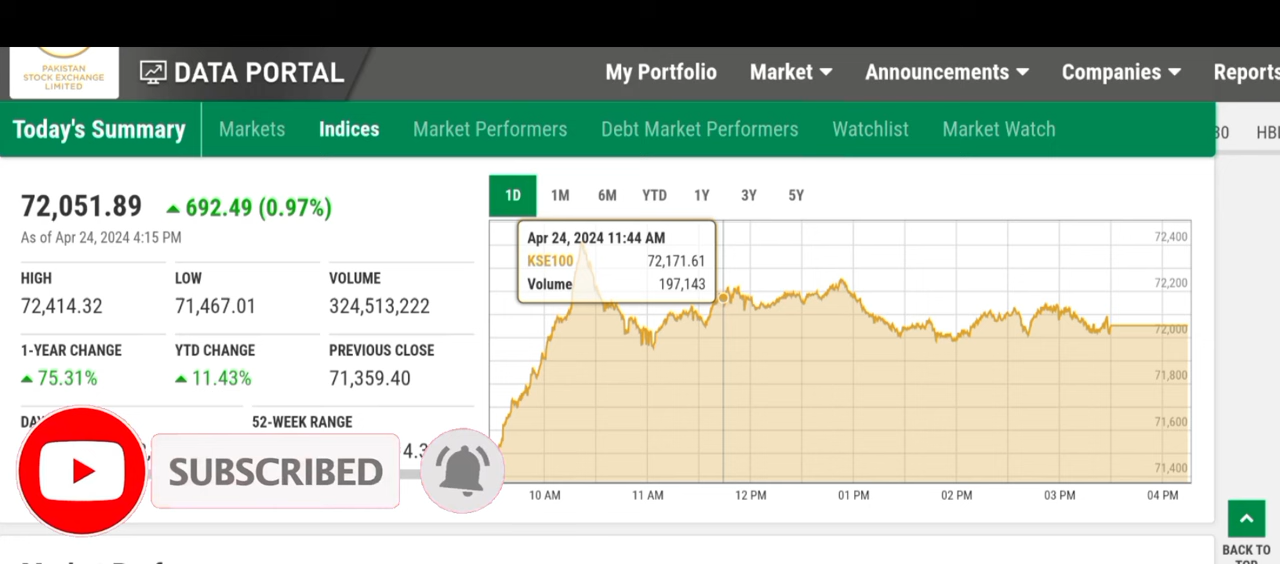 PAKISTAN
STOCK EXCHANGE
LIMITED
DATA PORTAL
My Portfolio
Market
Announcements
Companies
Reports
Today's Summary
Markets
Indices
Market Performers
Debt Market Performers
Watchlist
Market Watch
72,051.89
692.49 (0.97%)
As of Apr 24, 2024 4:15 PM
HIGH
LOW
VOLUME
72,414.32
71,467.01
324,513,222
1-YEAR CHANGE
YTD CHANGE
PREVIOUS CLOSE
75.31%
11.43%
71,359.40
52-WEEK RANGE
SUBSCRIBED
1D
1M
6M
YTD
1Y
3Y
5Y
Apr 24, 2024 11:44 AM
KSE100 72,171.61
Volume 197,143
72,400
72,200
72,000
71,800
71,600
71,400
10 AM
11 AM
12 PM
01 PM
02 PM
03 PM
04 PM
BACK TO
TOP